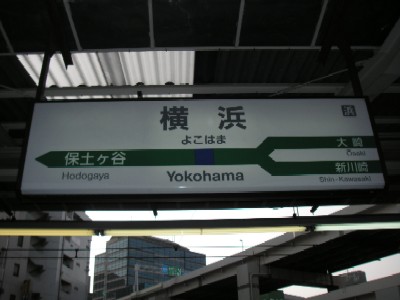 横浜
浜
よこはま
保土ヶ谷
Hodogaya
Yokohama
大崎
Ōsaki
新川崎
Shin-Kawasaki